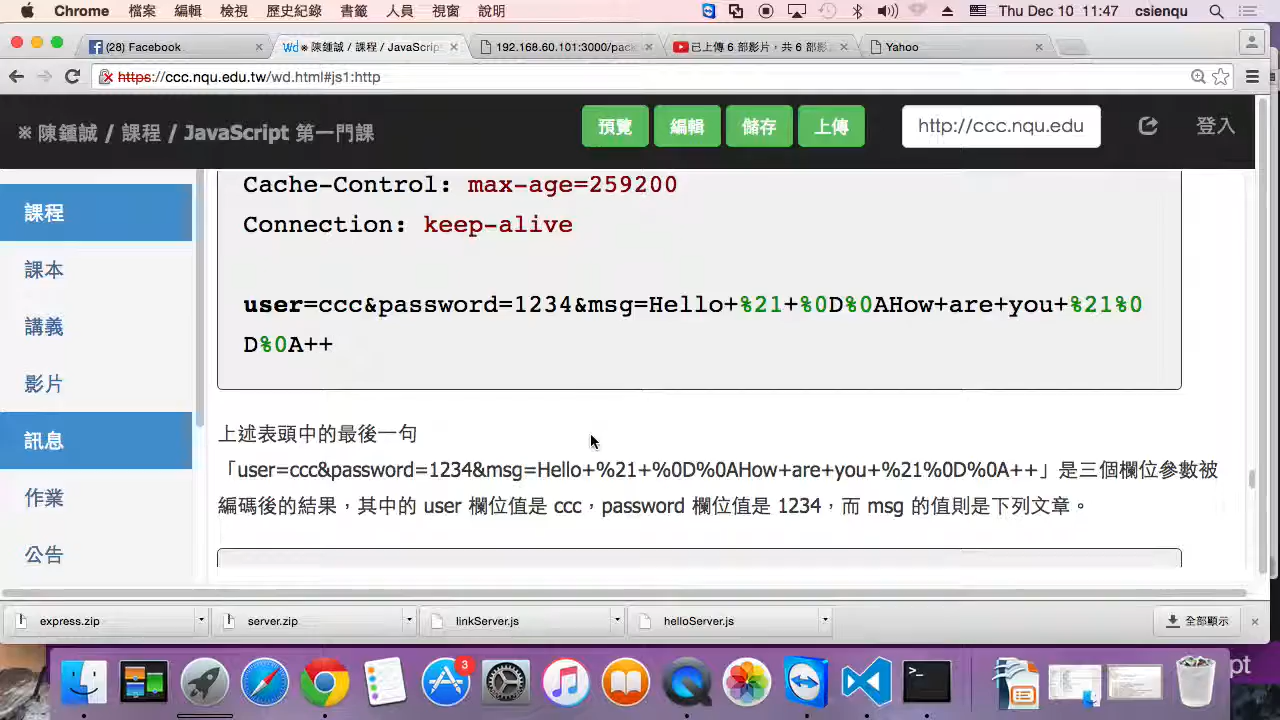 Chrome 檔案 編輯 檢視 歷史紀錄 書籤 人員 視窗 說明 Thu Dec 10 11:47 csienqu
(28) Facebook
Wd ※ 陳鍾誠 / 課程 / JavaScrip
192.168.60.101:3000/pac
已上傳 6 部影片,共 6 部影
Yahoo
https://ccc.nqu.edu.tw/wd.html#js1:http
※ 陳鍾誠 / 課程 / JavaScript 第一門課
預覽 編輯 儲存 上傳 http://ccc.nqu.edu 登入
課程
課本
講義
影片
訊息
作業
公告
Cache-Control: max-age=259200
Connection: keep-alive
user=ccc&password=1234&msg=Hello+%21+%0D%0AHow+are+you+%21%0
D%0A++
上述表頭中的最後一句
「user=ccc&password=1234&msg=Hello+%21+%0D%0AHow+are+you+%21%0D%0A++」是三個欄位參數被
編碼後的結果,其中的 user 欄位值是 ccc,password 欄位值是 1234,而 msg 的值則是下列文章。
express.zip server.zip linkServer.js helloServer.js 全部顯示
3
pt